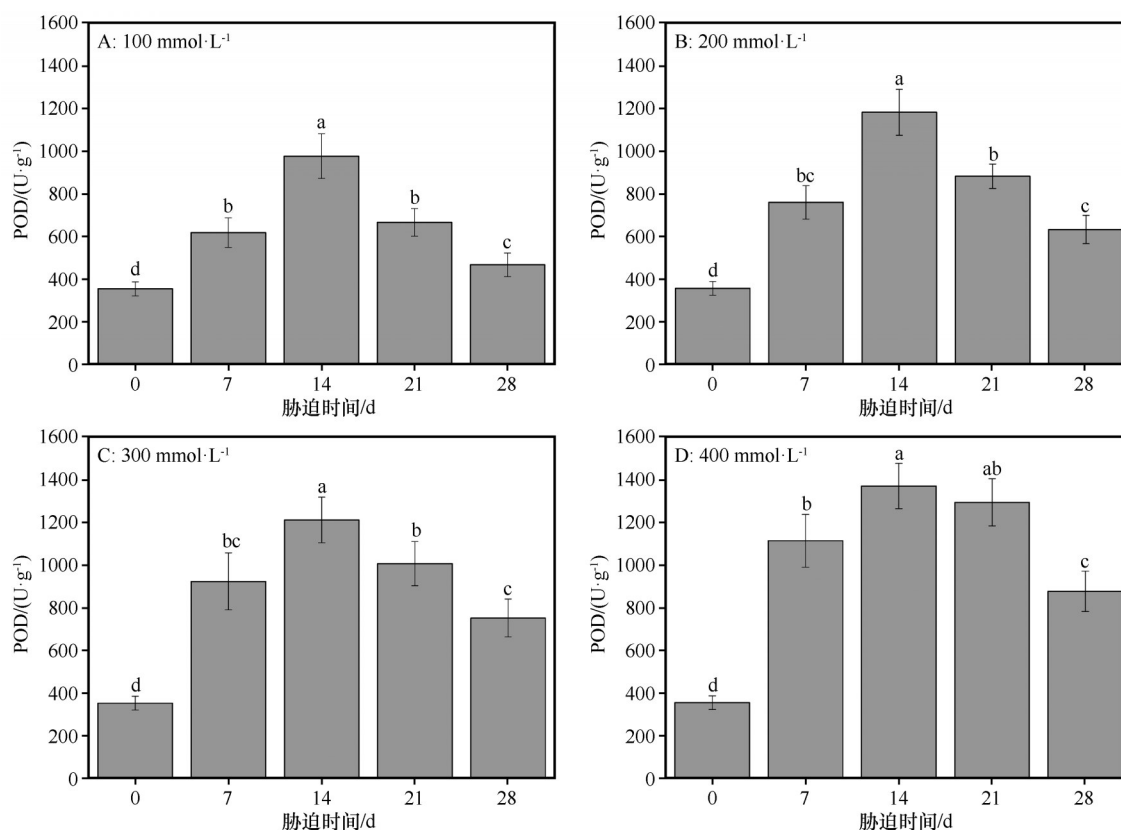 A: 100 mmol·L⁻¹
POD/(U·g⁻¹)
1600
1400
1200
1000
800
600
400
200
0
d
b
a
b
c
0 7 14 21 28
胁迫时间/d
B: 200 mmol·L⁻¹
POD/(U·g⁻¹)
1600
1400
1200
1000
800
600
400
200
0
d
bc
a
b
c
0 7 14 21 28
胁迫时间/d
C: 300 mmol·L⁻¹
POD/(U·g⁻¹)
1600
1400
1200
1000
800
600
400
200
0
d
bc
a
b
c
0 7 14 21 28
胁迫时间/d
D: 400 mmol·L⁻¹
POD/(U·g⁻¹)
1600
1400
1200
1000
800
600
400
200
0
d
b
a
ab
c
0 7 14 21 28
胁迫时间/d